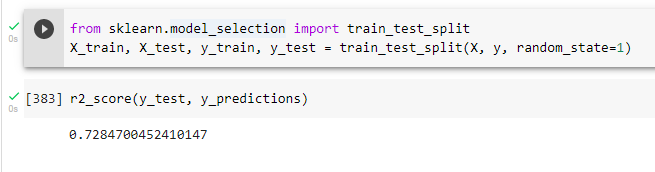 from sklearn.model_selection import train_test_split
0s
X_train, X_test, y_train, y_test = train_test_split(X, y, random_state=1)
[383] r2_score(y_test, y_predictions)
0s
0.7284700452410147